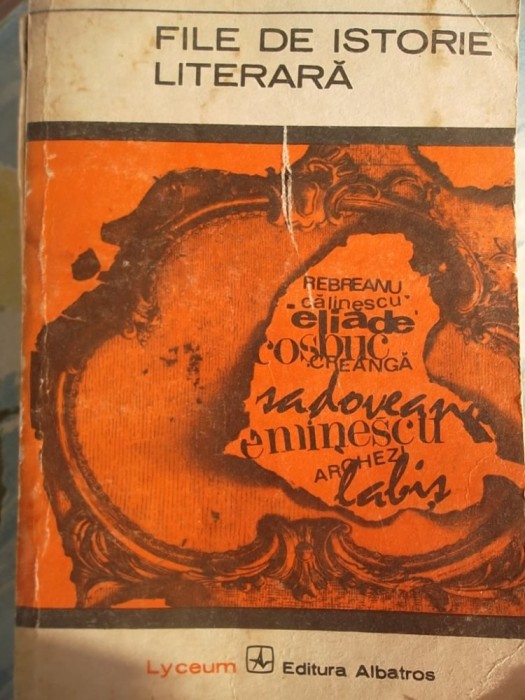 FILE DE ISTORIE
LITERARĂ
REBREANU
călinescu
eliade
coșbuc
CREANGĂ
sadoveanu
eminescu
ARGHEZI
labiș
Lyceum Editura Albatros